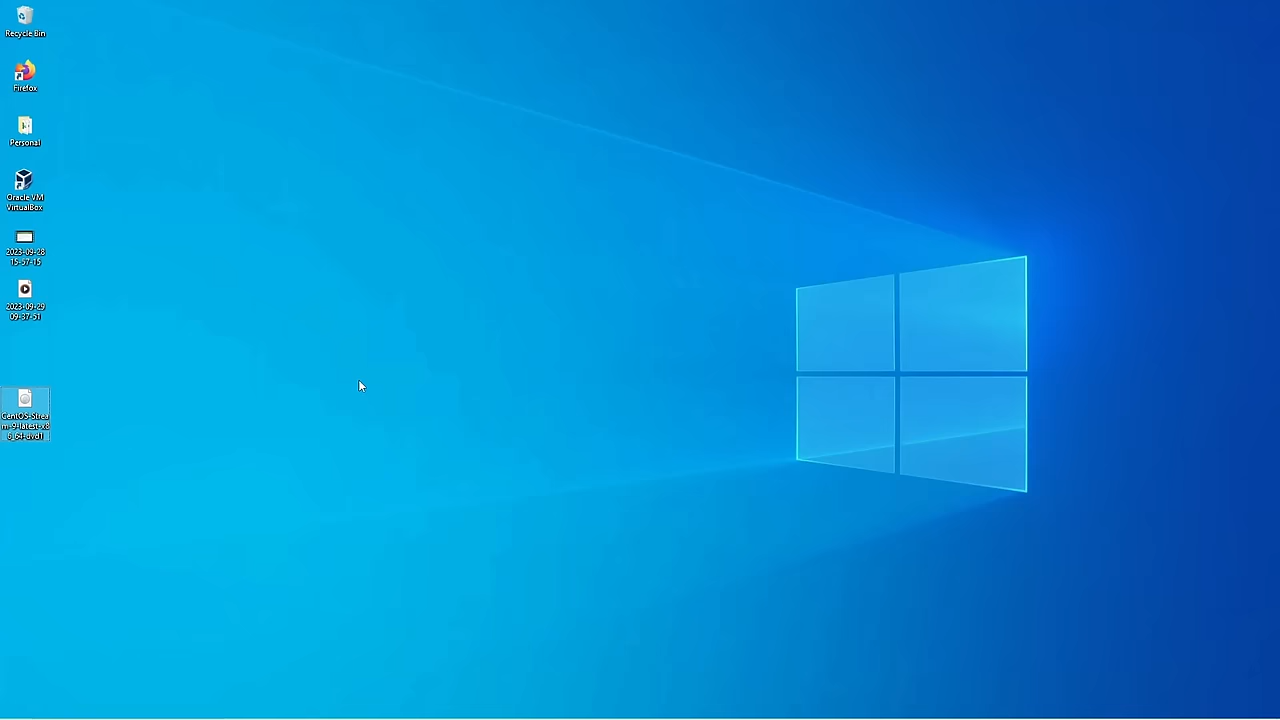 Recycle Bin
Firefox
Personal
Oracle VM
VirtualBox
2023-09-28
15-57-15
2023-09-29
09-37-51
CentOS-Strea
m-9-latest-x8
6_64-dvd1